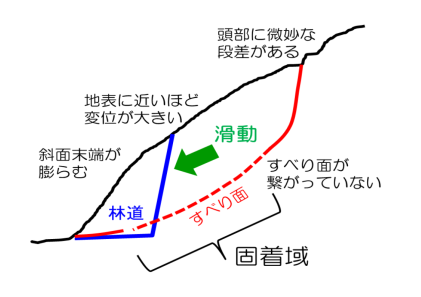 頭部に微妙な
段差がある
地表に近いほど
変位が大きい
滑動
斜面末端が
膨らむ
すべり面が
繋がっていない
林道
すべり面
固着域